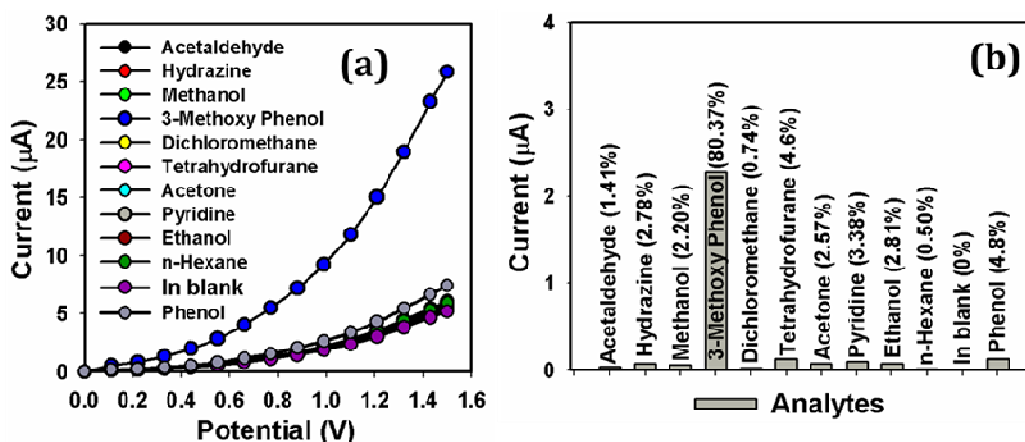 (a)
Current (µA)
30
25
20
15
10
5
0
Acetaldehyde
Hydrazine
Methanol
3-Methoxy Phenol
Dichloromethane
Tetrahydrofurane
Acetone
Pyridine
Ethanol
n-Hexane
In blank
Phenol
0.0 0.2 0.4 0.6 0.8 1.0 1.2 1.4 1.6
Potential (V)
(b)
Current (µA)
4
3
2
1
0
Acetaldehyde (1.41%)
Hydrazine (2.78%)
Methanol (2.20%)
3-Methoxy Phenol (80.37%)
Dichloromethane (0.74%)
Tetrahydrofurane (4.6%)
Acetone (2.57%)
Pyridine (3.38%)
Ethanol (2.81%)
n-Hexane (0.50%)
In blank (0%)
Phenol (4.8%)
Analytes